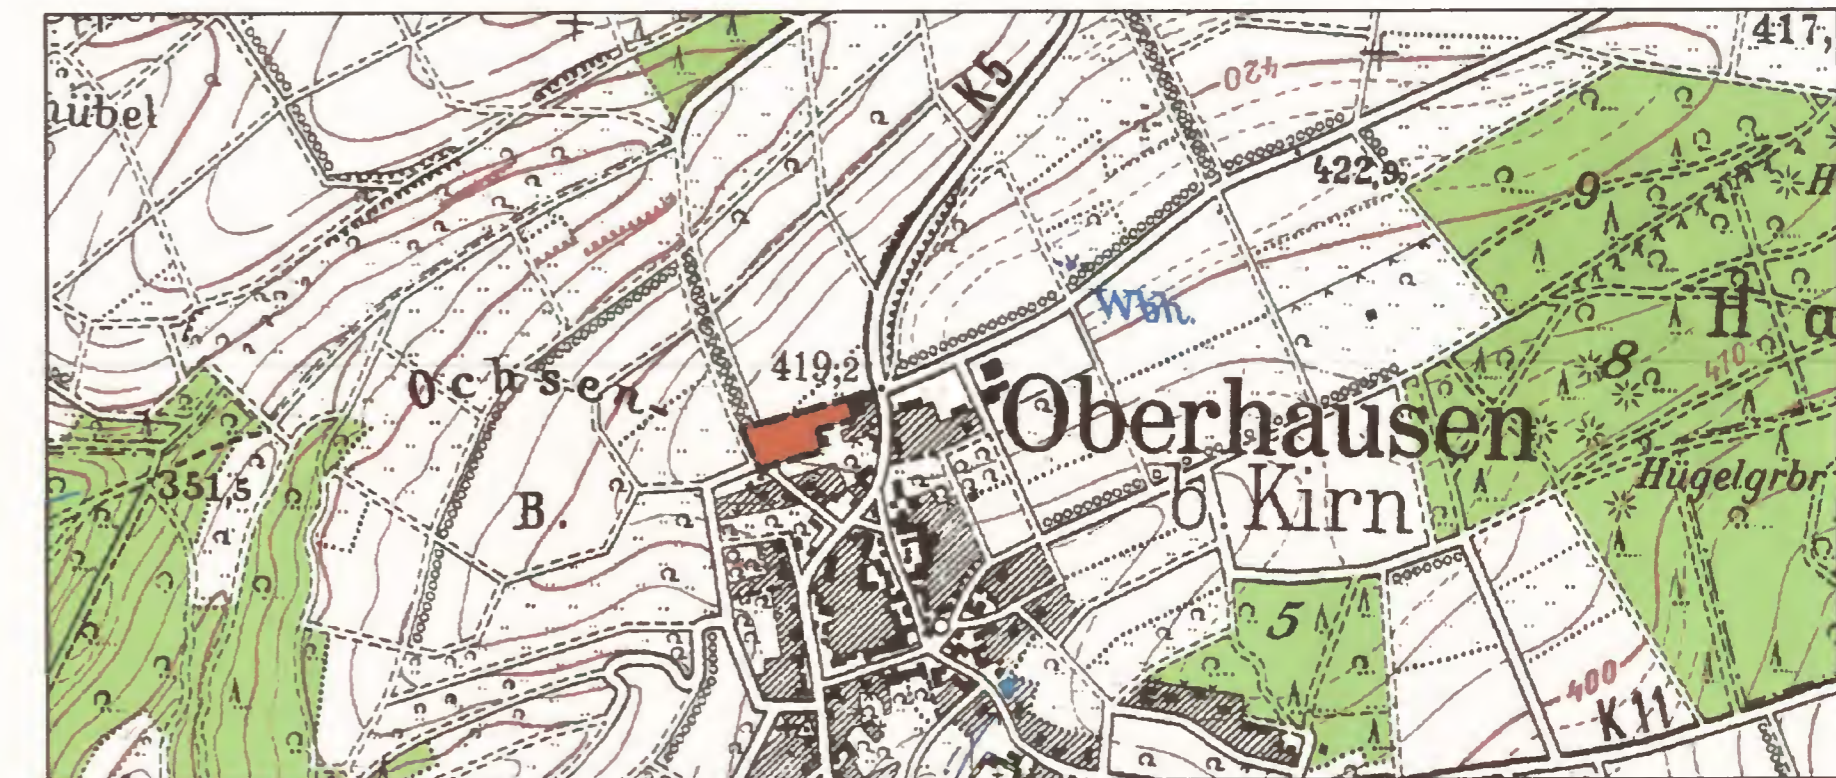 417,
K5
420
422,9
9
H
Wbh.
H a
8
410
419,2
Ochsen-
Oberhausen
b. Kirn
Hügelgrbr
351,5
B.
5
400
K11